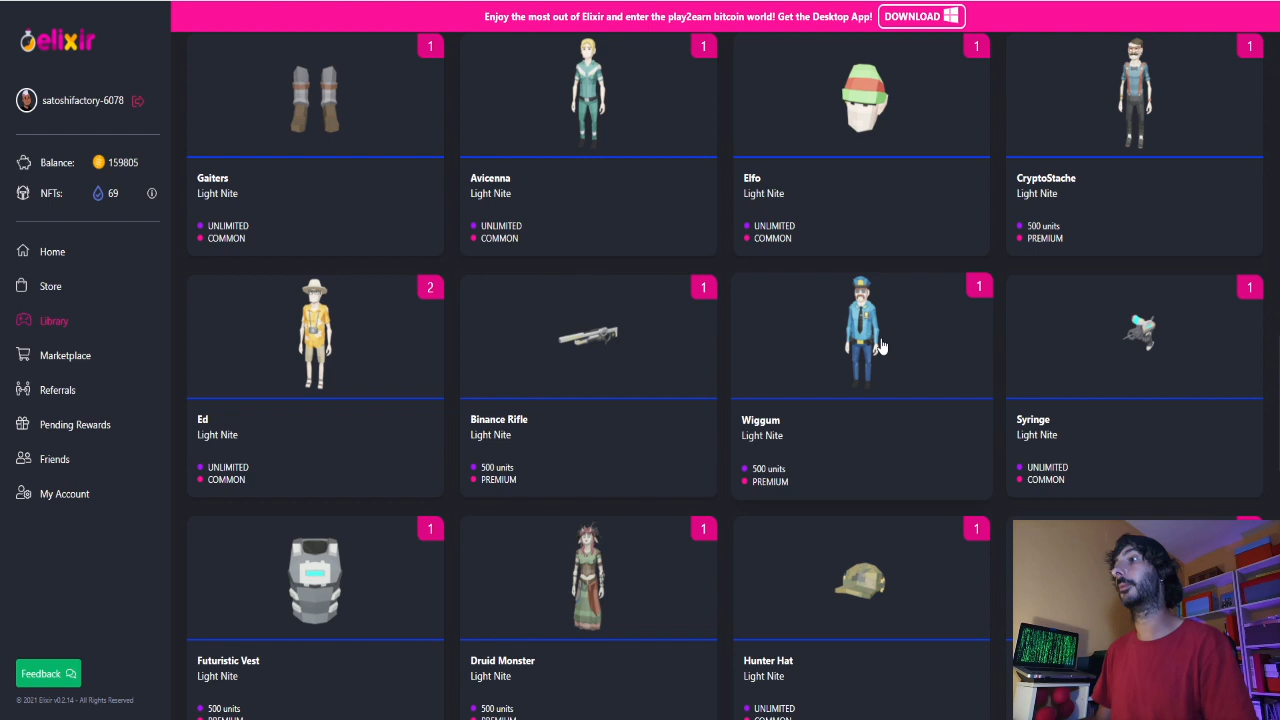 Enjoy the most out of Elixir and enter the play2earn bitcoin world! Get the Desktop App! DOWNLOAD
elixir
satoshifactory-6078
Balance: 159805
NFTs: 69
Home
Store
Library
Marketplace
Referrals
Pending Rewards
Friends
My Account
Feedback
© 2021 Elixir v0.2.14 - All Rights Reserved
1
Gaiters
Light Nite
UNLIMITED
COMMON
1
Avicenna
Light Nite
UNLIMITED
COMMON
1
Elfo
Light Nite
UNLIMITED
COMMON
1
CryptoStache
Light Nite
500 units
PREMIUM
2
Ed
Light Nite
UNLIMITED
COMMON
1
Binance Rifle
Light Nite
500 units
PREMIUM
1
Wiggum
Light Nite
500 units
PREMIUM
1
Syringe
Light Nite
UNLIMITED
COMMON
1
Futuristic Vest
Light Nite
500 units
PREMIUM
1
Druid Monster
Light Nite
500 units
PREMIUM
1
Hunter Hat
Light Nite
UNLIMITED
COMMON